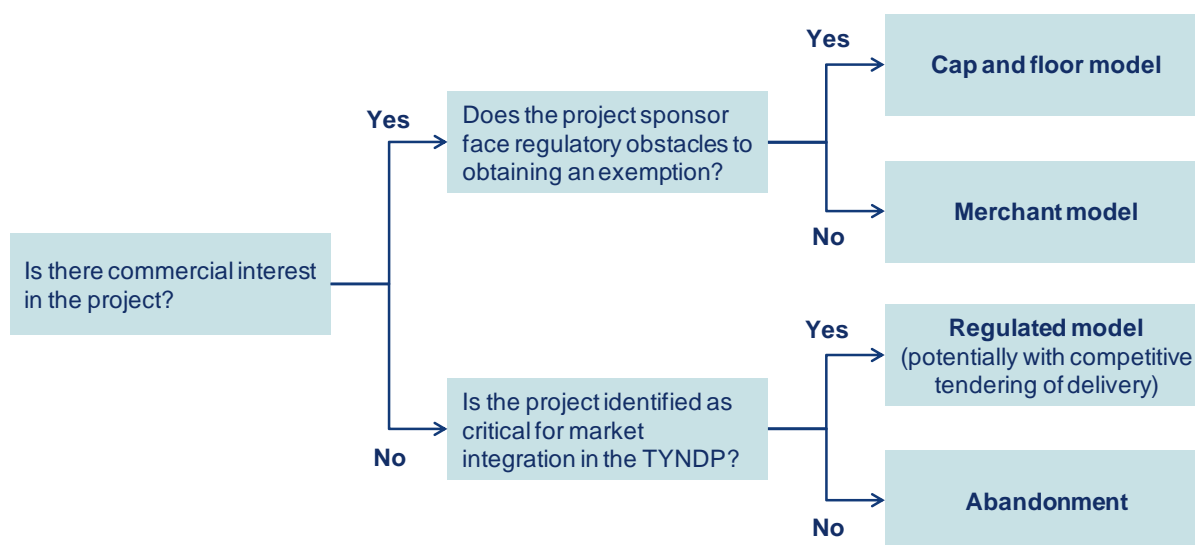 Is there commercial interest
in the project?
Yes
No
Does the project sponsor
face regulatory obstacles to
obtaining an exemption?
Yes
No
Cap and floor model
Merchant model
Is the project identified as
critical for market
integration in the TYNDP?
Yes
No
Regulated model
(potentially with competitive
tendering of delivery)
Abandonment